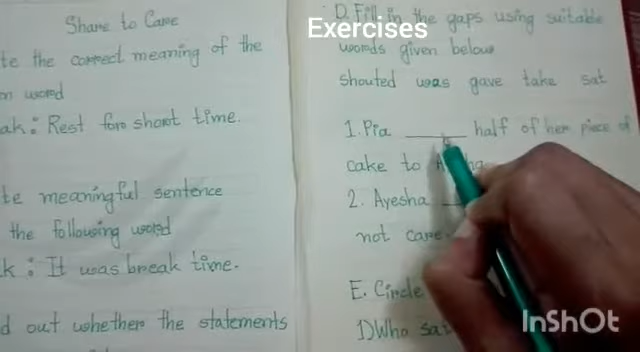 Share to Care
te the correct meaning of the
n word
ak: Rest for short time.
te meaningful sentence
the following word
k: It was break time.
d out whether the statements
Exercises
D. Fill in the gaps using suitable
words given below
shouted was gave take sat
1. Pia ______ half of her piece of
cake to
2. Ayesha
not care
E. Circle
1) Who sa
InShOt